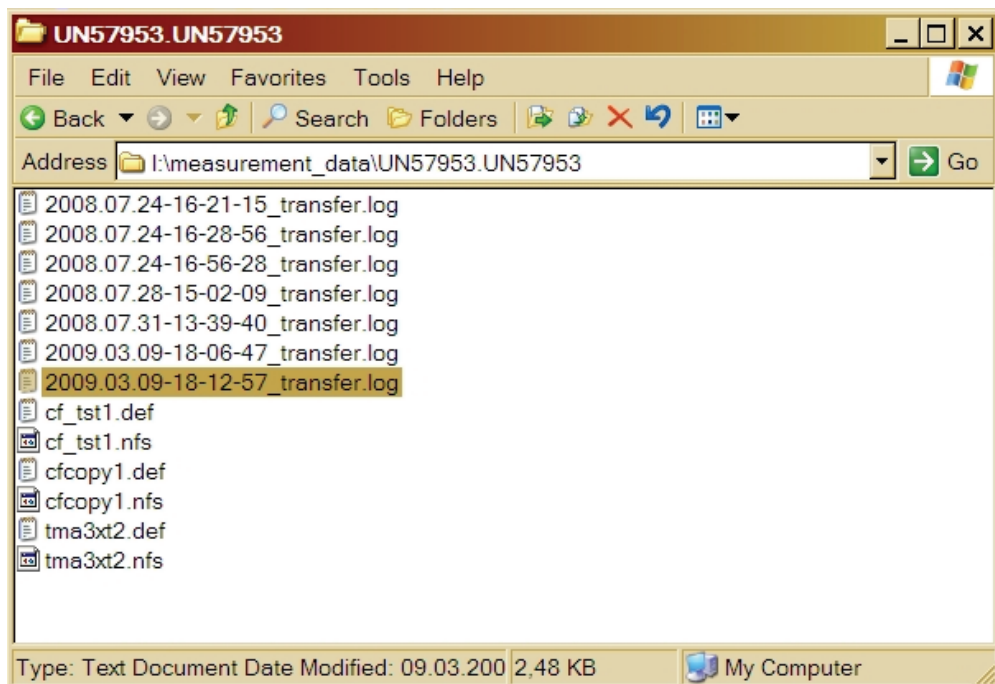 UN57953.UN57953
File Edit View Favorites Tools Help
Back Search Folders
Address I:\measurement_data\UN57953.UN57953 Go
2008.07.24-16-21-15_transfer.log
2008.07.24-16-28-56_transfer.log
2008.07.24-16-56-28_transfer.log
2008.07.28-15-02-09_transfer.log
2008.07.31-13-39-40_transfer.log
2009.03.09-18-06-47_transfer.log
2009.03.09-18-12-57_transfer.log
cf_tst1.def
cf_tst1.nfs
cfcopy1.def
cfcopy1.nfs
tma3xt2.def
tma3xt2.nfs
Type: Text Document Date Modified: 09.03.200 2,48 KB My Computer